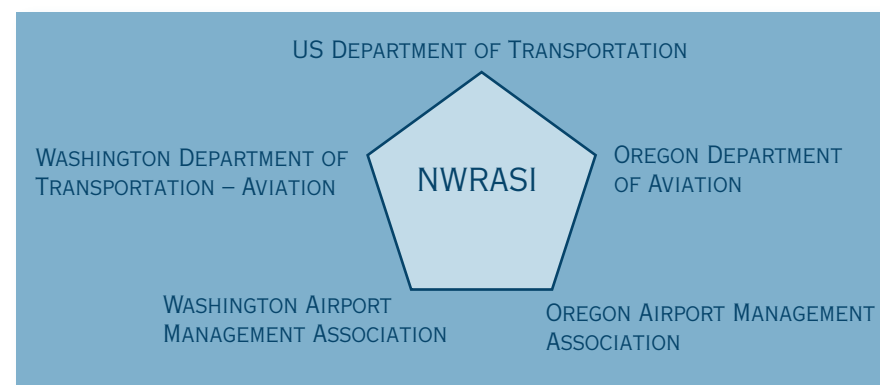 US Department of Transportation
Washington Department of
Transportation – Aviation
NWRASI
Oregon Department
of Aviation
Washington Airport
Management Association
Oregon Airport Management
Association